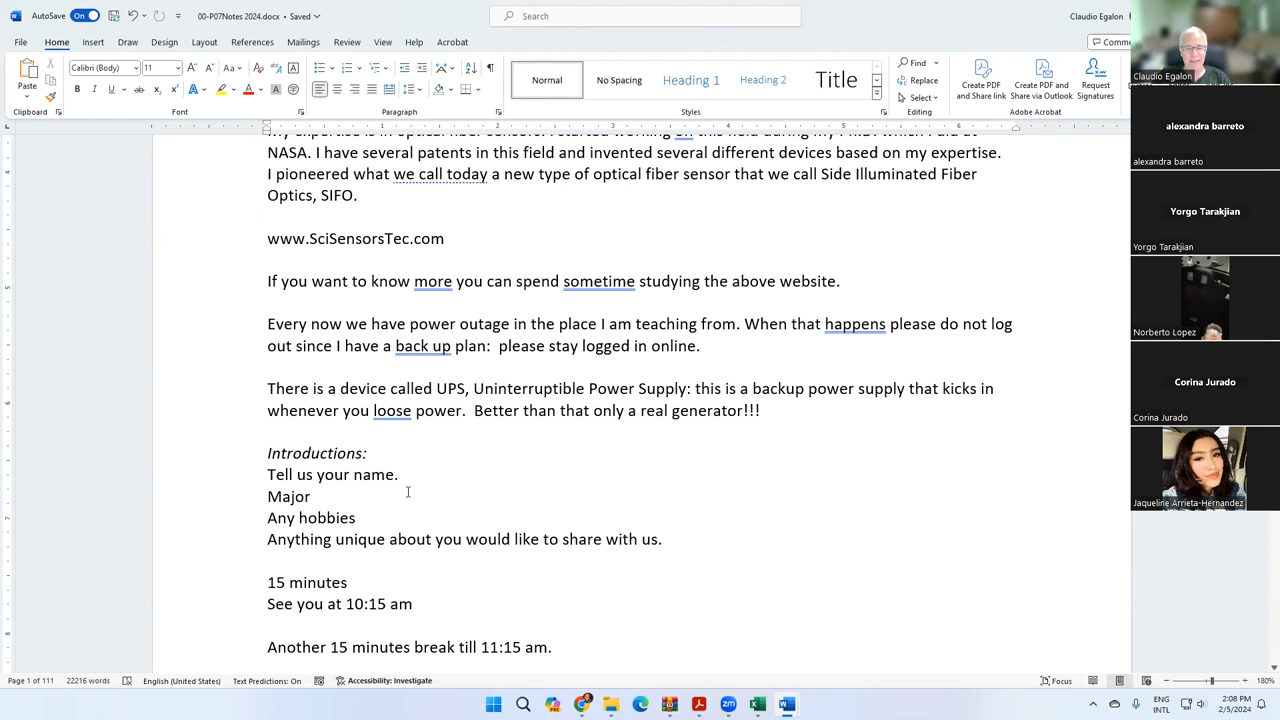 AutoSave
On
00-P07Notes 2024.docx • Saved
Search
Claudio Egalon
File Home Insert Draw Design Layout References Mailings Review View Help Acrobat
Comme
Paste
Calibri (Body) 11
Normal
No Spacing
Heading 1
Heading 2
Title
Find
Replace
Select
Create PDF and Share link
Create PDF and Share via Outlook
Request Signatures
Clipboard Font Paragraph Styles Editing Adobe Acrobat
NASA. I have several patents in this field and invented several different devices based on my expertise.
I pioneered what we call today a new type of optical fiber sensor that we call Side Illuminated Fiber
Optics, SIFO.
www.SciSensorsTec.com
If you want to know more you can spend sometime studying the above website.
Every now we have power outage in the place I am teaching from. When that happens please do not log
out since I have a back up plan:  please stay logged in online.
There is a device called UPS, Uninterruptible Power Supply: this is a backup power supply that kicks in
whenever you loose power.  Better than that only a real generator!!!
Introductions:
Tell us your name.
Major
Any hobbies
Anything unique about you would like to share with us.
15 minutes
See you at 10:15 am
Another 15 minutes break till 11:15 am.
Page 1 of 111 22216 words English (United States) Text Predictions: On Accessibility: Investigate Focus 180%
ENG
INTL
2:08 PM
2/5/2024
Claudio Egalon
alexandra barreto
alexandra barreto
Yorgo Tarakjian
Yorgo Tarakjian
Norberto Lopez
Corina Jurado
Corina Jurado
Jaqueline Arrieta-Hernandez